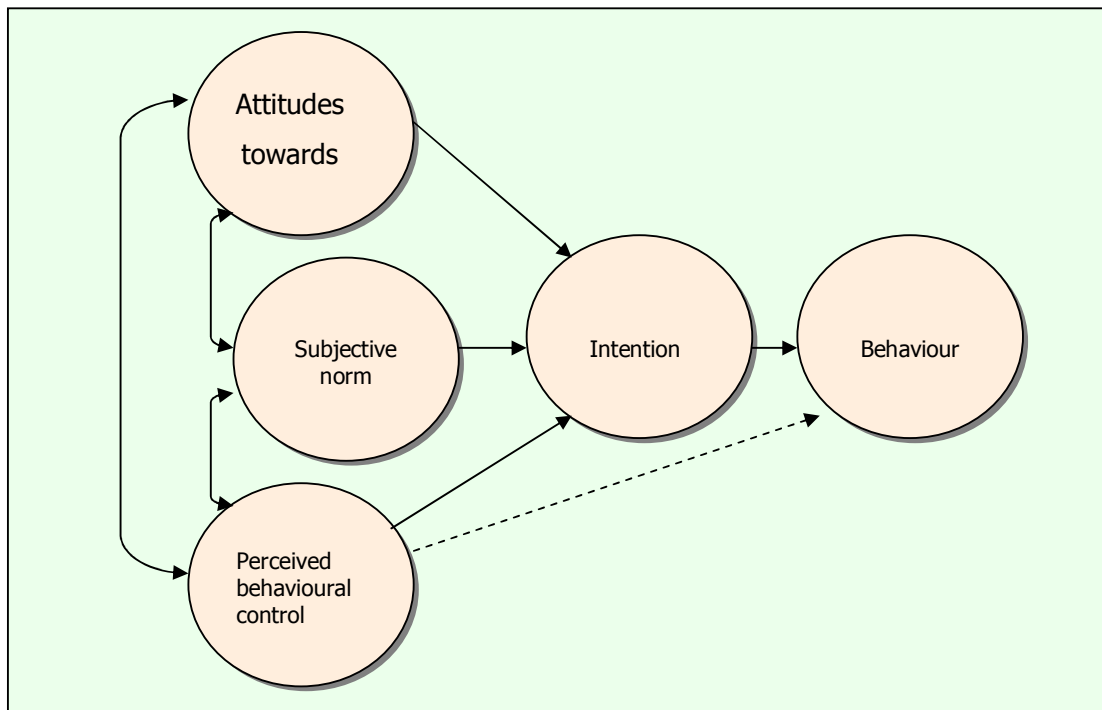 Attitudes
towards
Subjective
norm
Intention
Behaviour
Perceived
behavioural
control